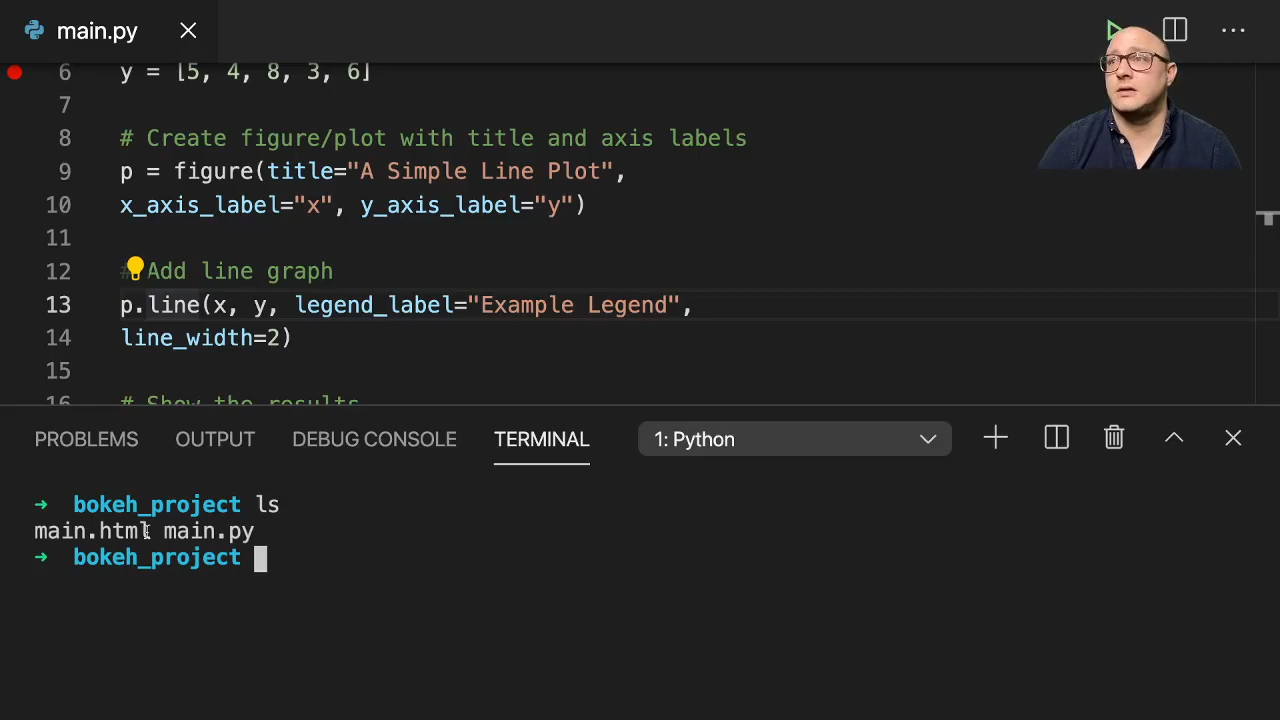 main.py
6 y = [5, 4, 8, 3, 6]
7
8 # Create figure/plot with title and axis labels
9 p = figure(title="A Simple Line Plot",
10 x_axis_label="x", y_axis_label="y")
11
12 # Add line graph
13 p.line(x, y, legend_label="Example Legend",
14 line_width=2)
15
16 # Show the results
PROBLEMS OUTPUT DEBUG CONSOLE TERMINAL 1: Python
→ bokeh_project ls
main.html main.py
→ bokeh_project